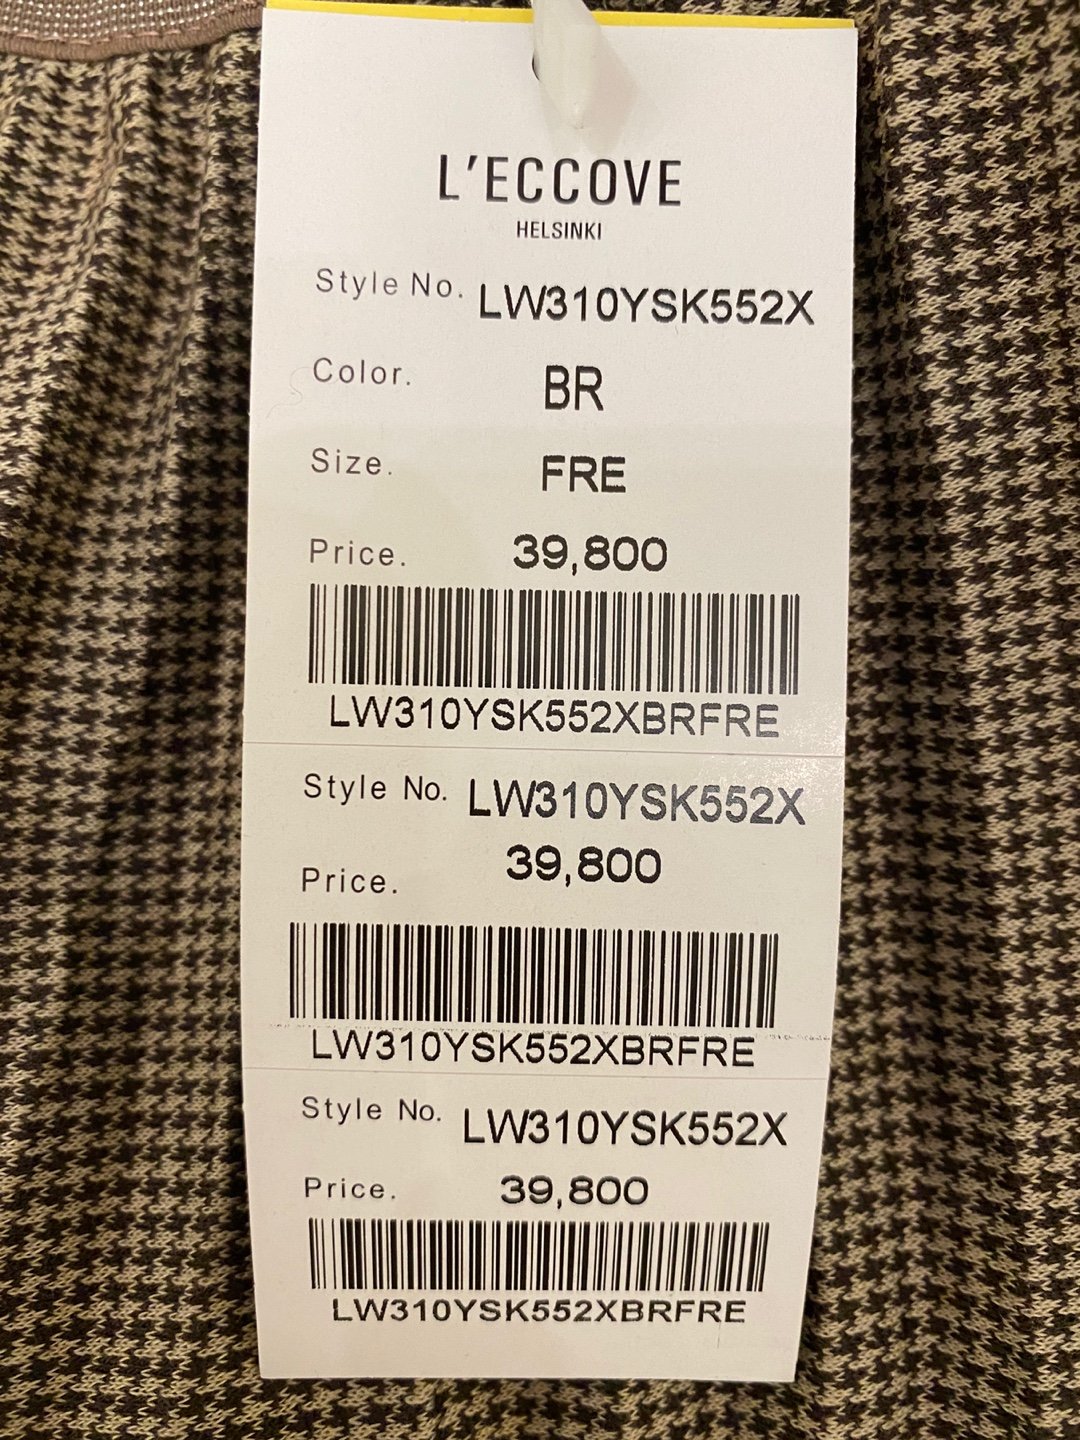 L'ECCOVE
HELSINKI
Style No. LW310YSK552X
Color. BR
Size. FRE
Price. 39,800
LW310YSK552XBRFRE
Style No. LW310YSK552X
Price. 39,800
LW310YSK552XBRFRE
Style No. LW310YSK552X
Price. 39,800
LW310YSK552XBRFRE